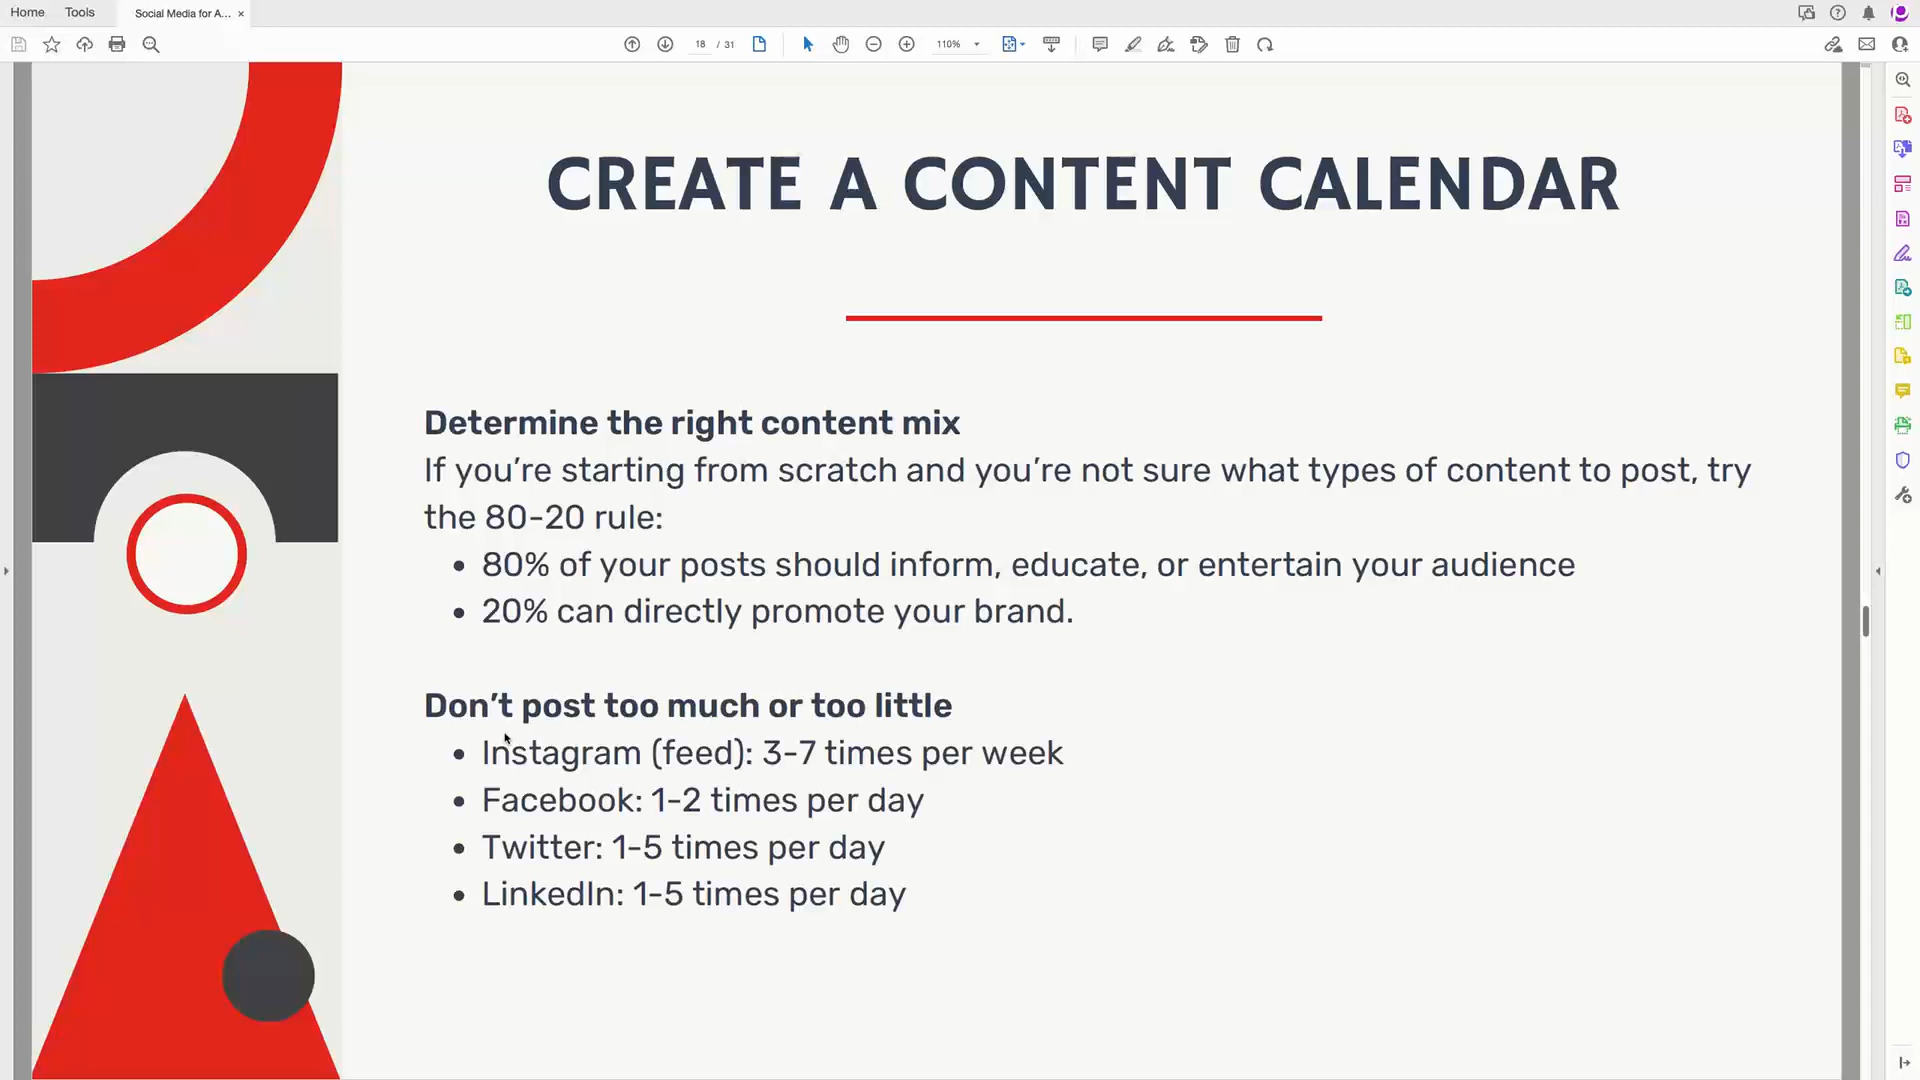 Home
Tools
Social Media for A... ×
18 / 31
110%
CREATE A CONTENT CALENDAR
Determine the right content mix
If you’re starting from scratch and you’re not sure what types of content to post, try
the 80-20 rule:
• 80% of your posts should inform, educate, or entertain your audience
• 20% can directly promote your brand.
Don’t post too much or too little
• Instagram (feed): 3-7 times per week
• Facebook: 1-2 times per day
• Twitter: 1-5 times per day
• LinkedIn: 1-5 times per day